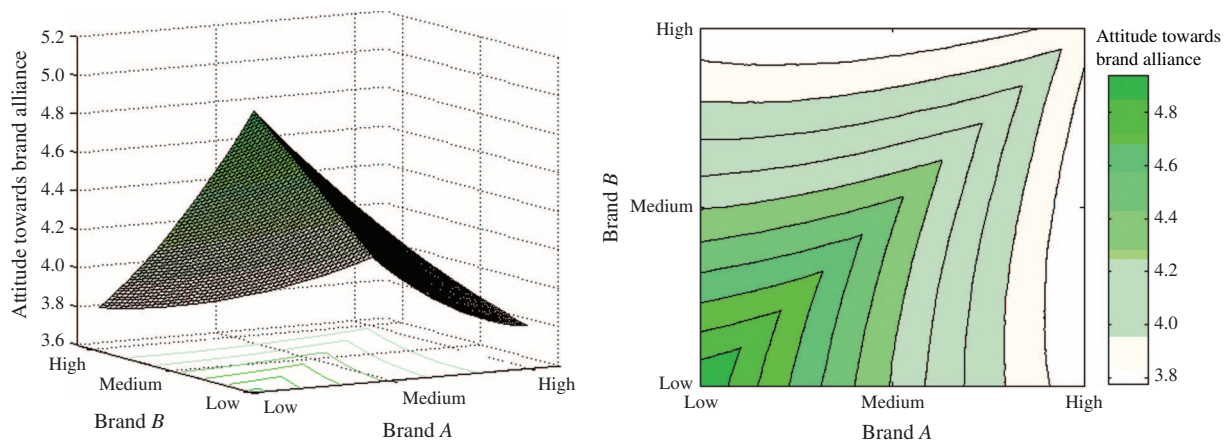 5.2
5.0
4.8
4.6
4.4
4.2
4.0
3.8
3.6
Attitude towards brand alliance
High
Medium
Low
Brand B
Low
Medium
High
Brand A
High
Medium
Low
Brand B
Low
Medium
High
Brand A
Attitude towards
brand alliance
4.8
4.6
4.4
4.2
4.0
3.8